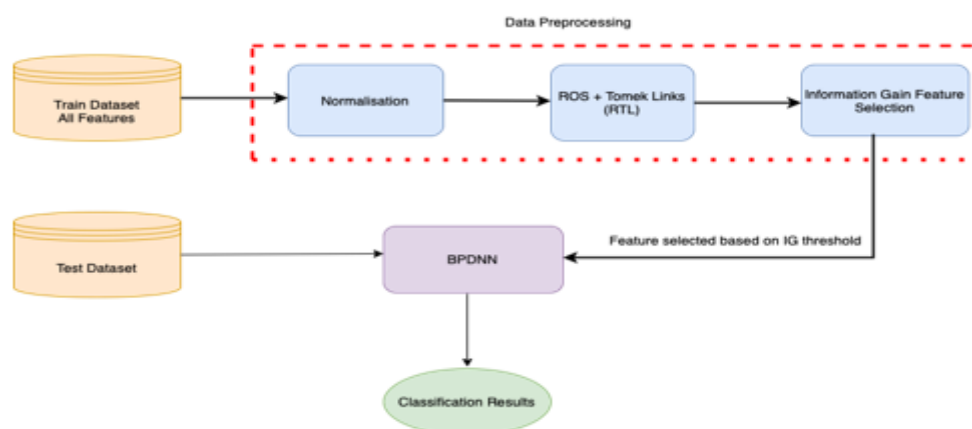 Data Preprocessing
Train Dataset
All Features
Normalisation
ROS + Tomek Links
(RTL)
Information Gain Feature
Selection
Test Dataset
BPDNN
Feature selected based on IG threshold
Classification Results